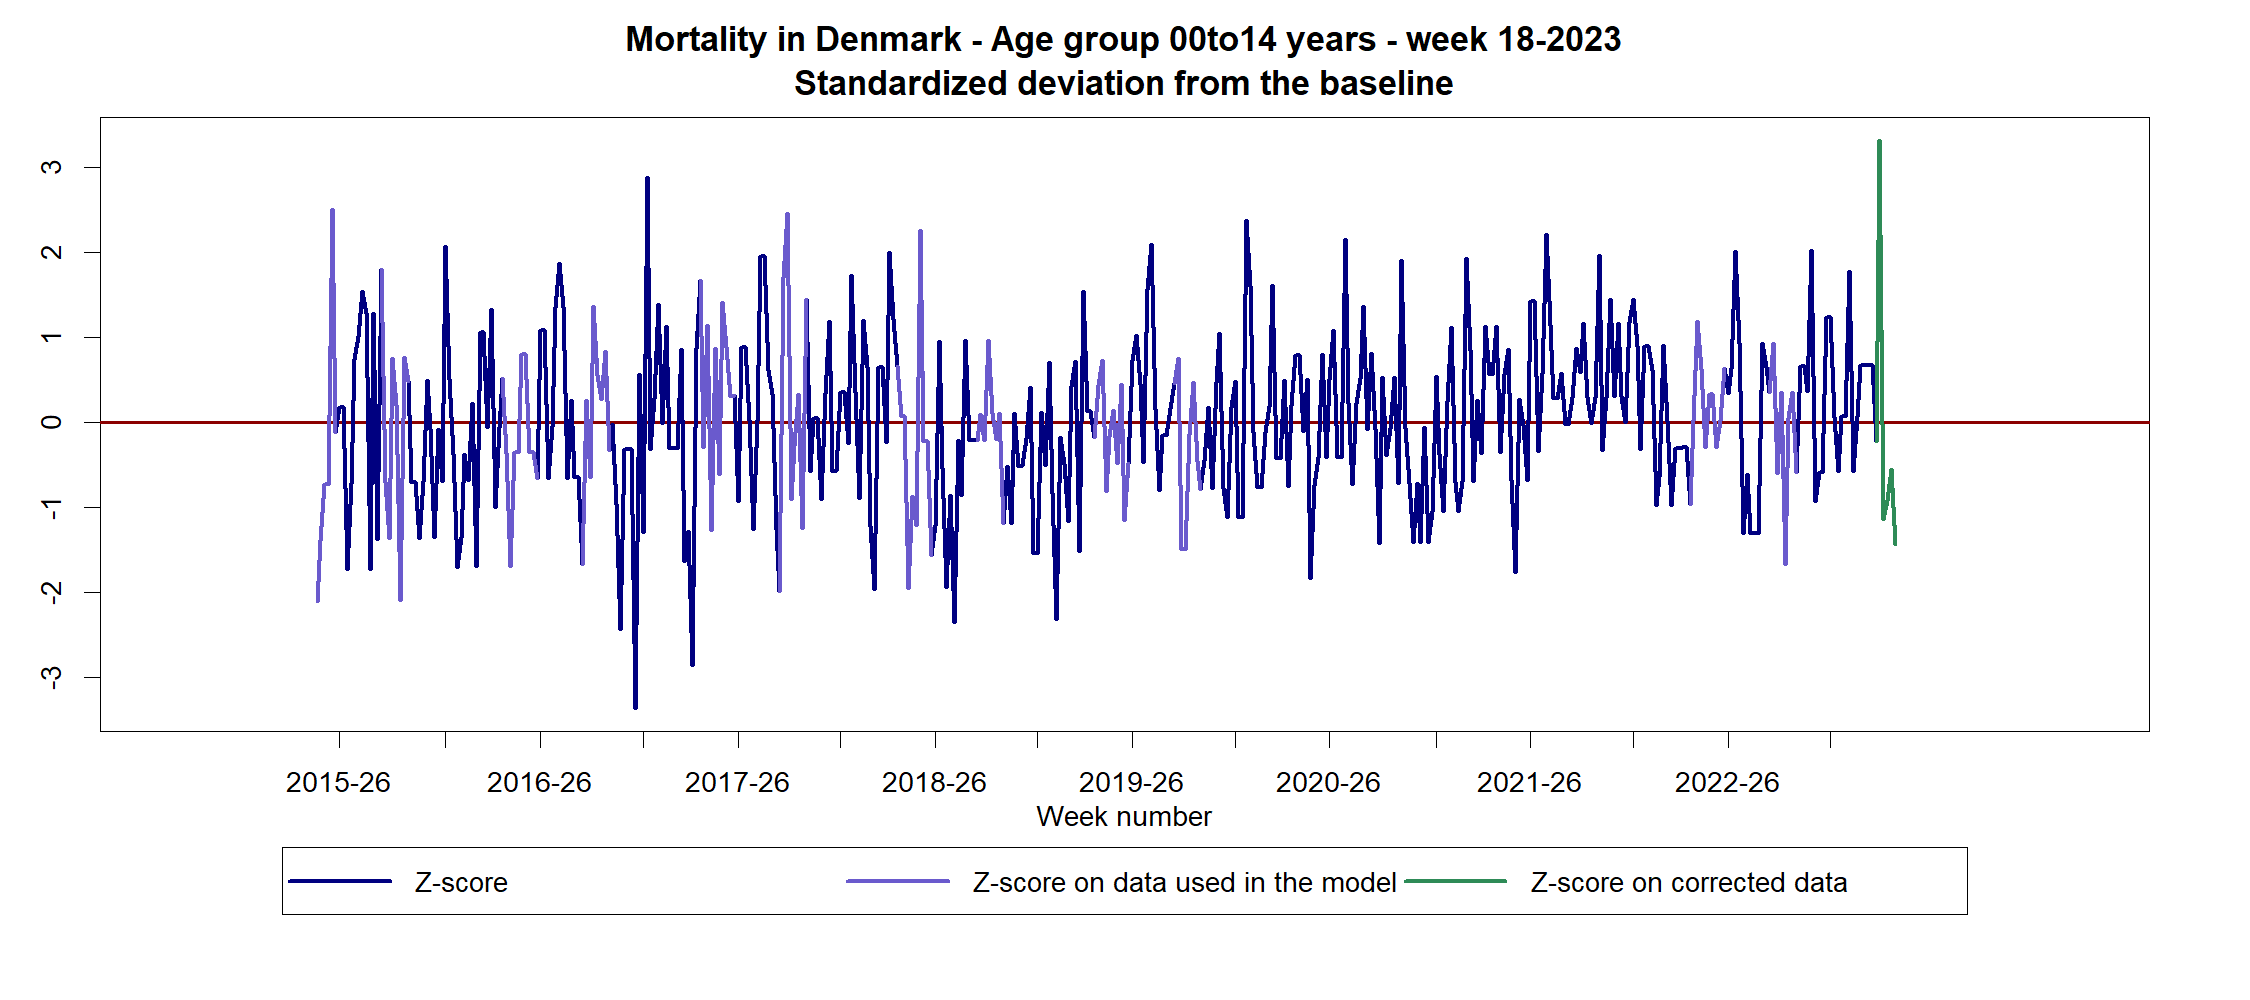 Mortality in Denmark - Age group 00to14 years - week 18-2023
Standardized deviation from the baseline
3
2
1
0
-1
-2
-3
2015-26 2016-26 2017-26 2018-26 2019-26 2020-26 2021-26 2022-26
Week number
Z-score Z-score on data used in the model Z-score on corrected data